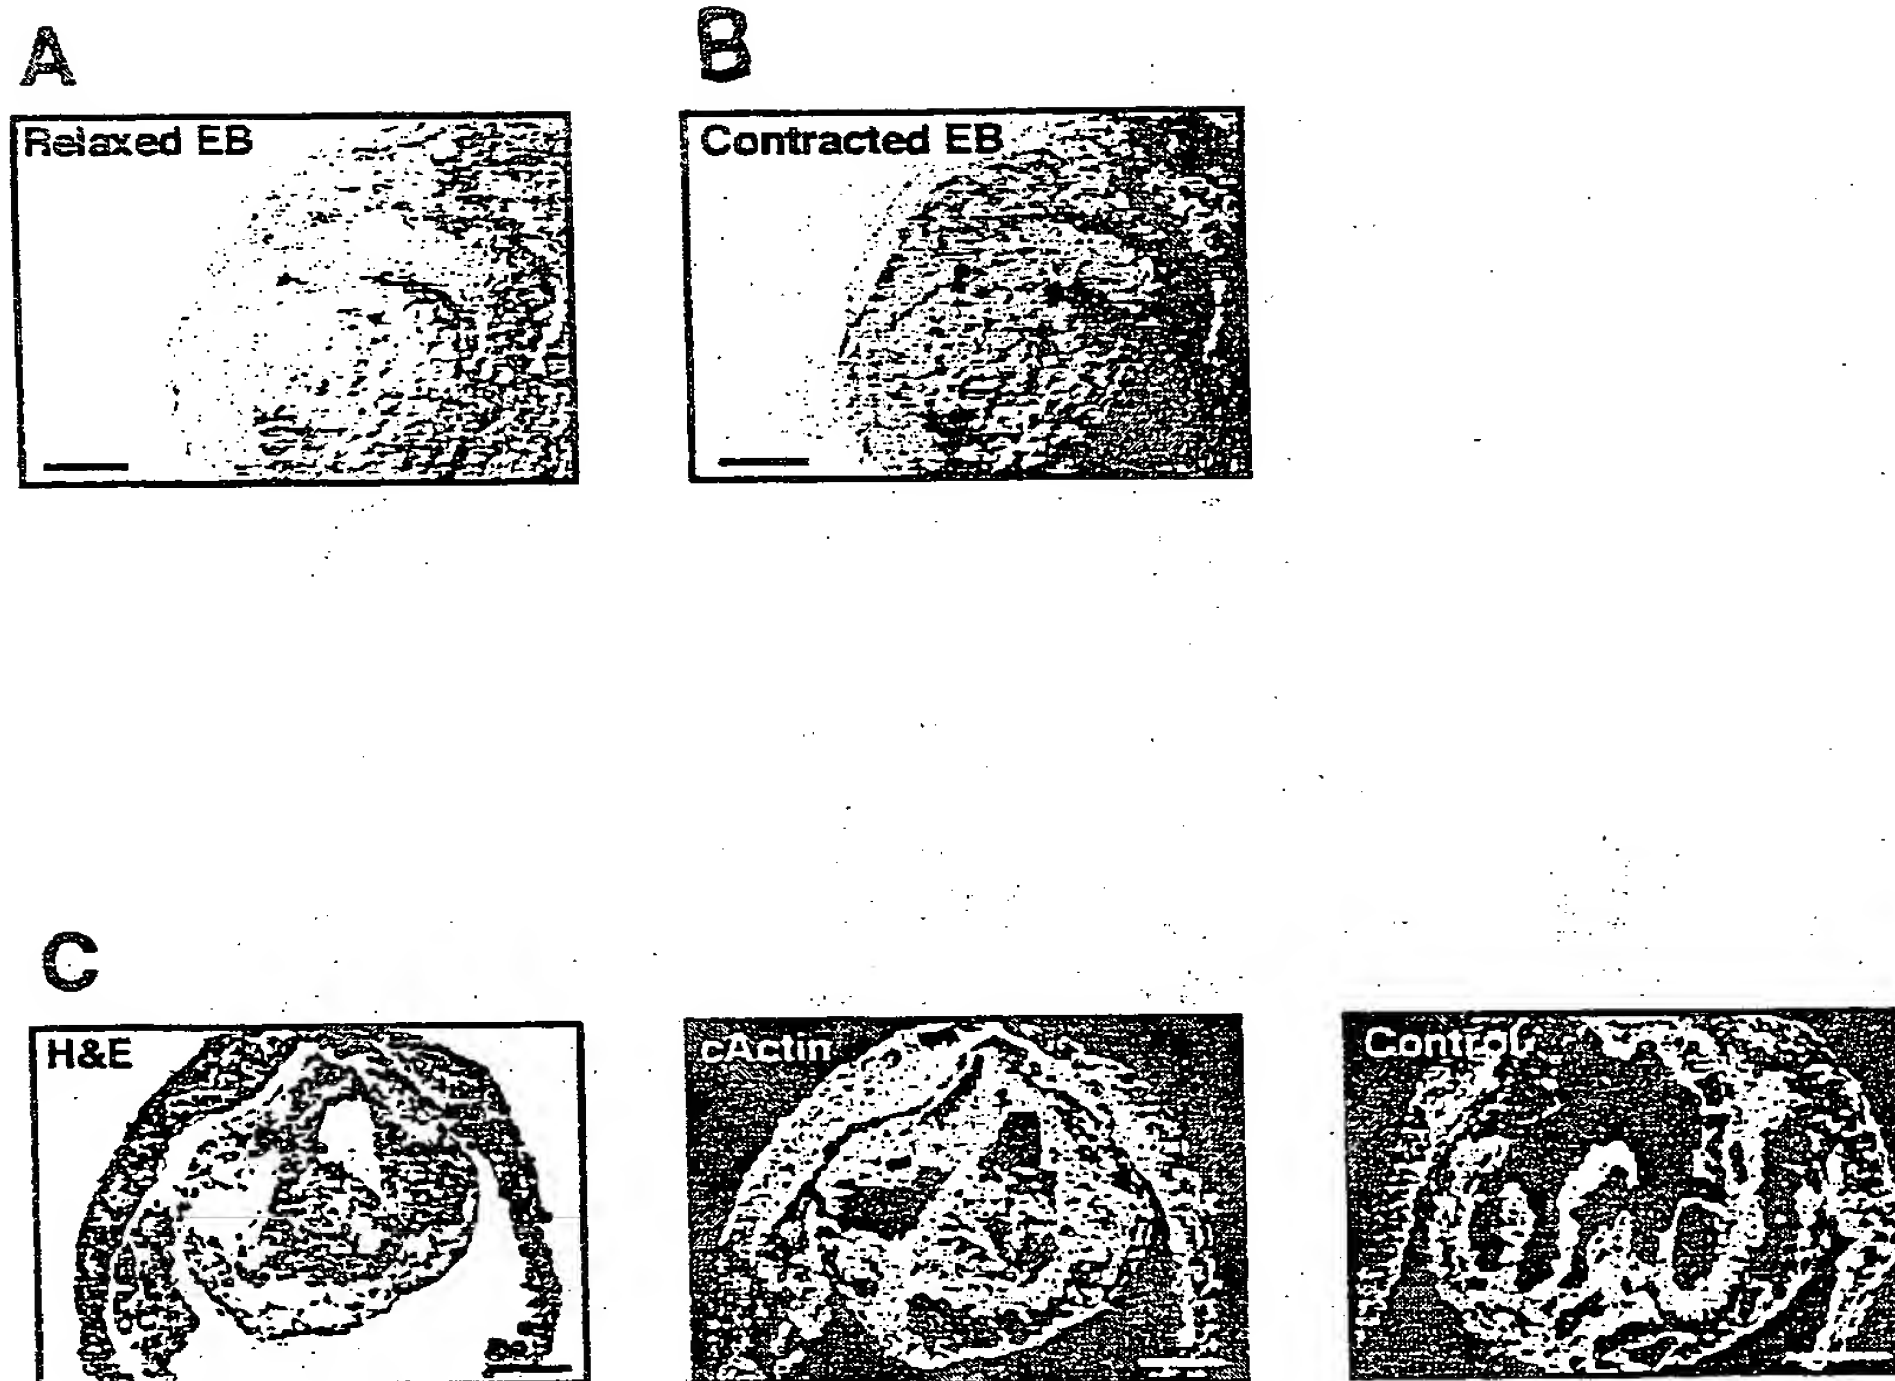 A
B
Relaxed EB
Contracted EB
C
H&E
cActin
Control